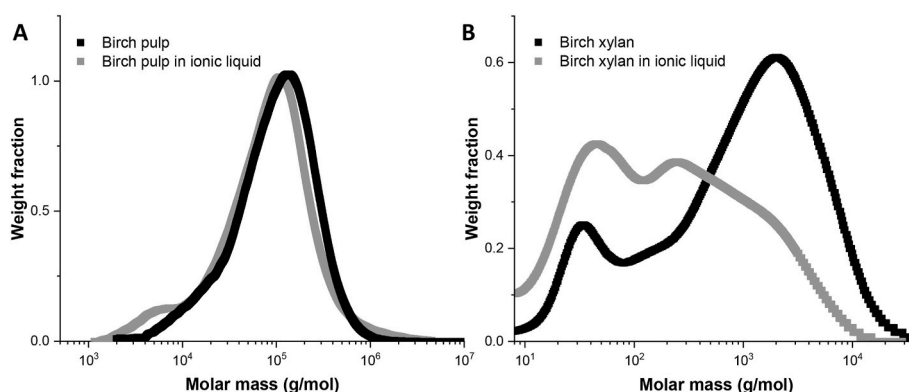 A
Birch pulp
Birch pulp in ionic liquid
Weight fraction
1.0
0.5
0.0
10³ 10⁴ 10⁵ 10⁶ 10⁷
Molar mass (g/mol)
B
Birch xylan
Birch xylan in ionic liquid
Weight fraction
0.6
0.4
0.2
0.0
10¹ 10² 10³ 10⁴
Molar mass (g/mol)